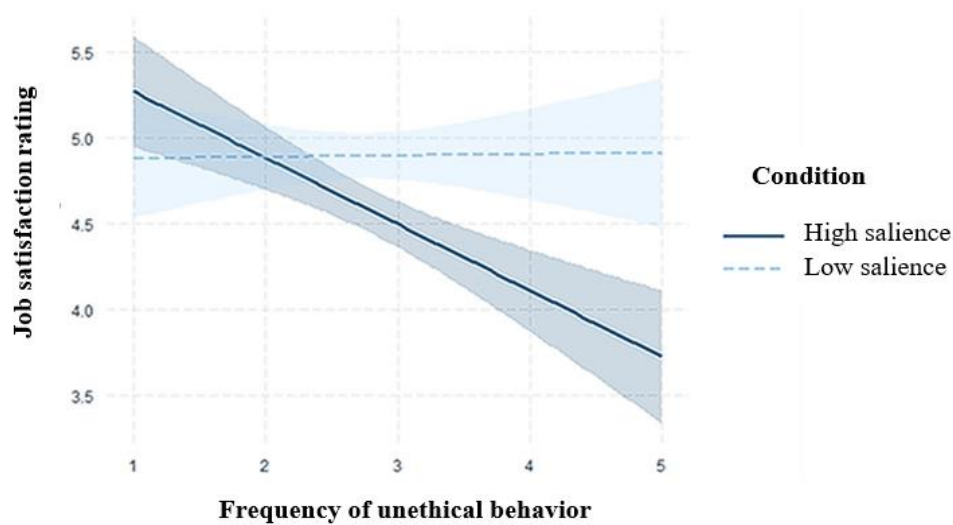 5.5
5.0
4.5
4.0
3.5
Job satisfaction rating
1 2 3 4 5
Frequency of unethical behavior
Condition
High salience
Low salience